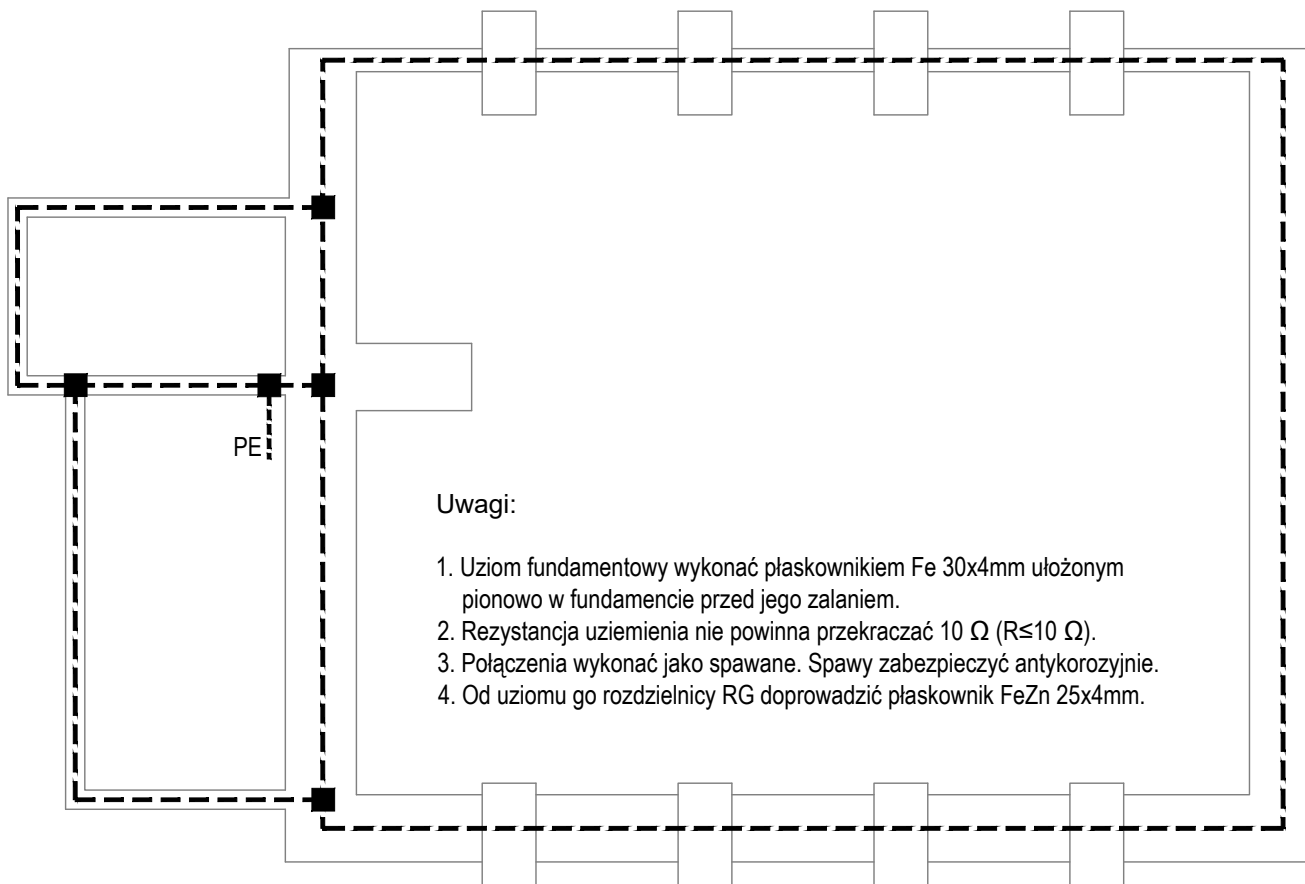 PE
Uwagi:
1. Uziom fundamentowy wykonać płaskownikiem Fe 30x4mm ułożonym
pionowo w fundamencie przed jego zalaniem.
2. Rezystancja uziemienia nie powinna przekraczać 10 Ω (R≤10 Ω).
3. Połączenia wykonać jako spawane. Spawy zabezpieczyć antykorozyjnie.
4. Od uziomu go rozdzielnicy RG doprowadzić płaskownik FeZn 25x4mm.